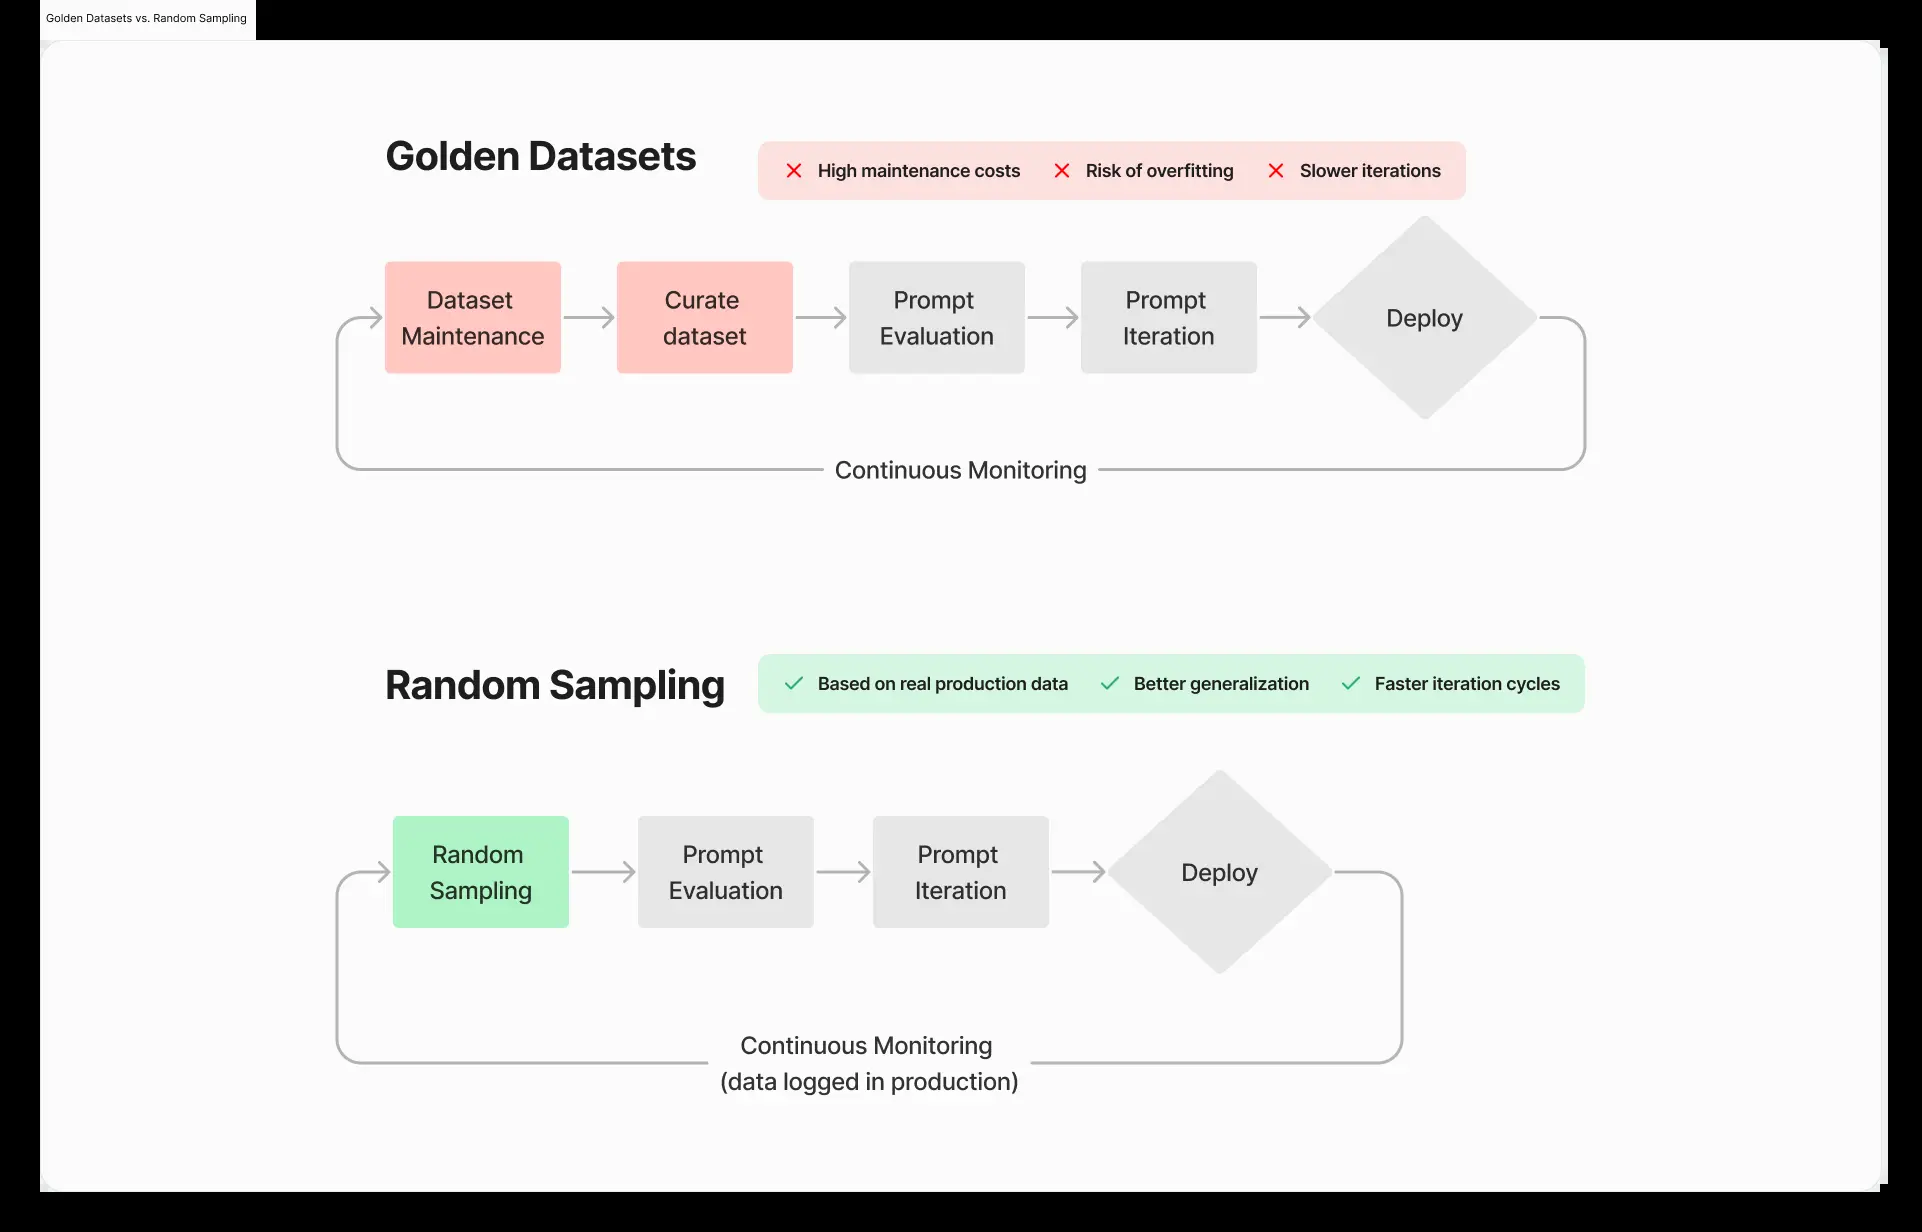 Golden Datasets vs. Random Sampling
Golden Datasets
High maintenance costs
Risk of overfitting
Slower iterations
Dataset
Maintenance
Curate
dataset
Prompt
Evaluation
Prompt
Iteration
Deploy
Continuous Monitoring
Random Sampling
Based on real production data
Better generalization
Faster iteration cycles
Random
Sampling
Prompt
Evaluation
Prompt
Iteration
Deploy
Continuous Monitoring
(data logged in production)